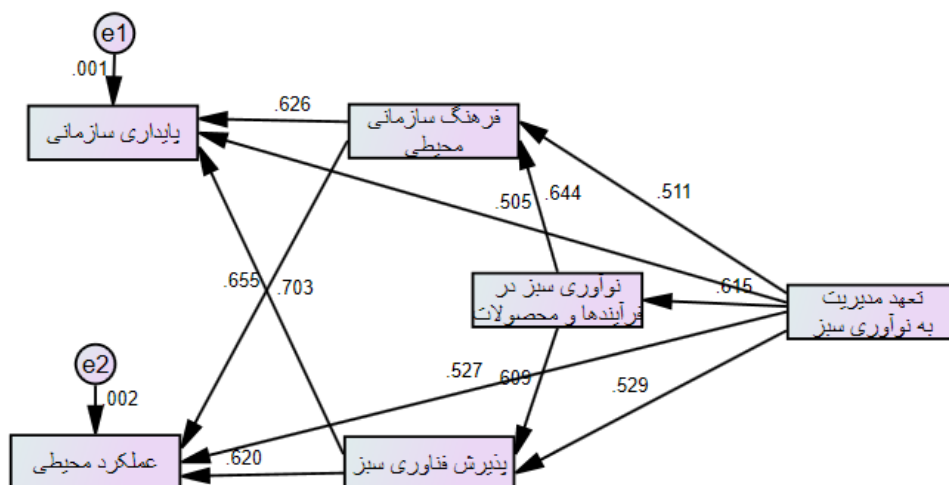 e1
.001
پایداری سازمانی
.626
فرهنگ سازمانی
محیطی
.505
.644
.511
.655
.703
نوآوری سبز در
فرآیندها و محصولات
.615
تعهد مدیریت
به نوآوری سبز
e2
.002
.527
.609
.529
عملکرد محیطی
.620
پذیرش فناوری سبز